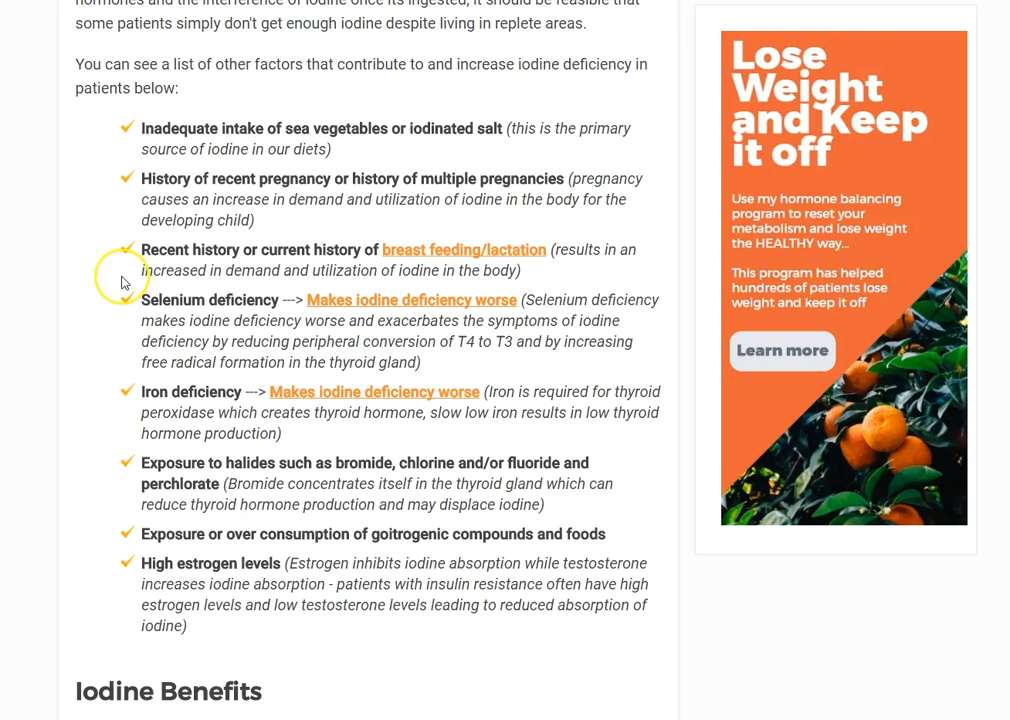 hormones and the interference of iodine once its ingested, it should be feasible that
some patients simply don't get enough iodine despite living in replete areas.
You can see a list of other factors that contribute to and increase iodine deficiency in
patients below:
Inadequate intake of sea vegetables or iodinated salt (this is the primary
source of iodine in our diets)
History of recent pregnancy or history of multiple pregnancies (pregnancy
causes an increase in demand and utilization of iodine in the body for the
developing child)
Recent history or current history of breast feeding/lactation (results in an
increased in demand and utilization of iodine in the body)
Selenium deficiency ---> Makes iodine deficiency worse (Selenium deficiency
makes iodine deficiency worse and exacerbates the symptoms of iodine
deficiency by reducing peripheral conversion of T4 to T3 and by increasing
free radical formation in the thyroid gland)
Iron deficiency ---> Makes iodine deficiency worse (Iron is required for thyroid
peroxidase which creates thyroid hormone, slow low iron results in low thyroid
hormone production)
Exposure to halides such as bromide, chlorine and/or fluoride and
perchlorate (Bromide concentrates itself in the thyroid gland which can
reduce thyroid hormone production and may displace iodine)
Exposure or over consumption of goitrogenic compounds and foods
High estrogen levels (Estrogen inhibits iodine absorption while testosterone
increases iodine absorption - patients with insulin resistance often have high
estrogen levels and low testosterone levels leading to reduced absorption of
iodine)
Iodine Benefits
Lose
Weight
and Keep
it off
Use my hormone balancing
program to reset your
metabolism and lose weight
the HEALTHY way...
This program has helped
hundreds of patients lose
weight and keep it off
Learn more